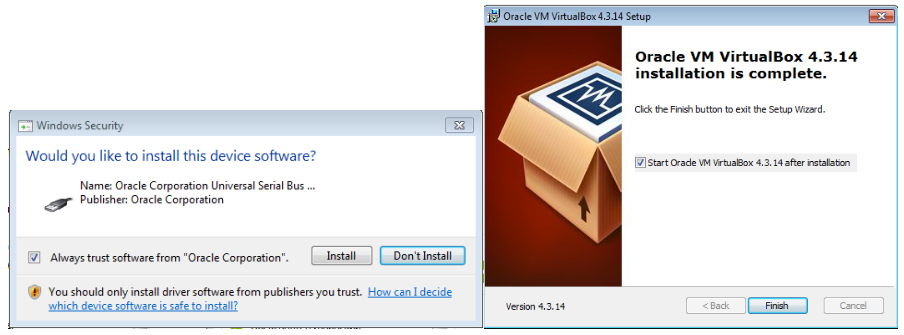 Windows Security
Would you like to install this device software?
Name: Oracle Corporation Universal Serial Bus ...
Publisher: Oracle Corporation
Always trust software from "Oracle Corporation".
Install
Don't Install
You should only install driver software from publishers you trust. How can I decide
which device software is safe to install?
Oracle VM VirtualBox 4.3.14 Setup
Oracle VM VirtualBox 4.3.14
installation is complete.
Click the Finish button to exit the Setup Wizard.
Start Oracle VM VirtualBox 4.3.14 after installation
Version 4.3.14
< Back
Finish
Cancel